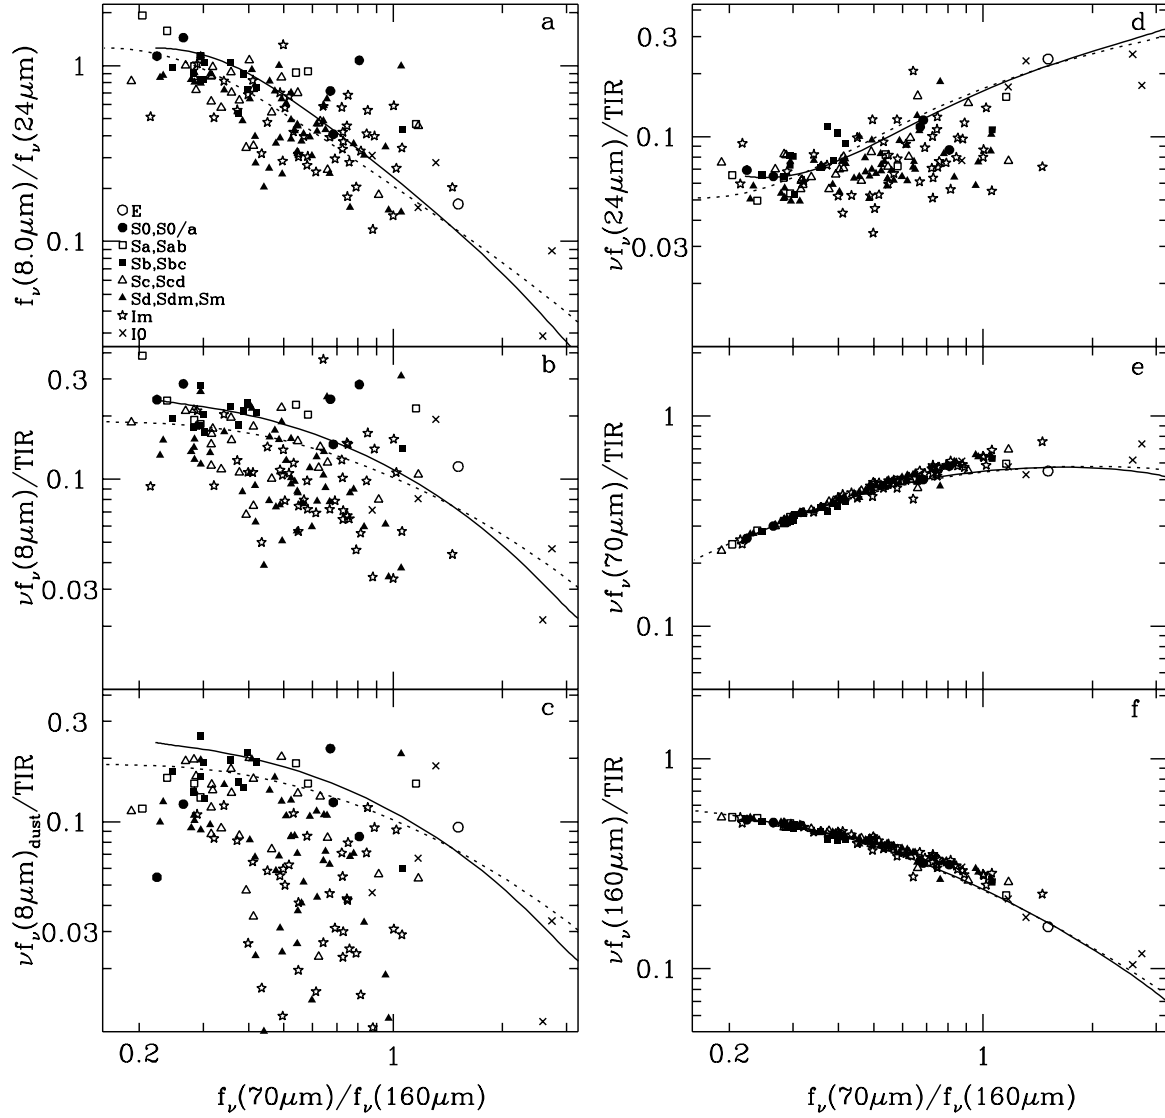 a
f_ν(8.0μm)/f_ν(24μm)
1
0.1
E
S0,S0/a
Sa,Sab
Sb,Sbc
Sc,Scd
Sd,Sdm,Sm
Im
I0
b
νf_ν(8μm)/TIR
0.3
0.1
0.03
c
νf_ν(8μm)_dust/TIR
0.3
0.1
0.03
0.2
1
f_ν(70μm)/f_ν(160μm)
d
νf_ν(24μm)/TIR
0.3
0.1
0.03
e
νf_ν(70μm)/TIR
1
0.1
f
νf_ν(160μm)/TIR
1
0.1
0.2
1
f_ν(70μm)/f_ν(160μm)